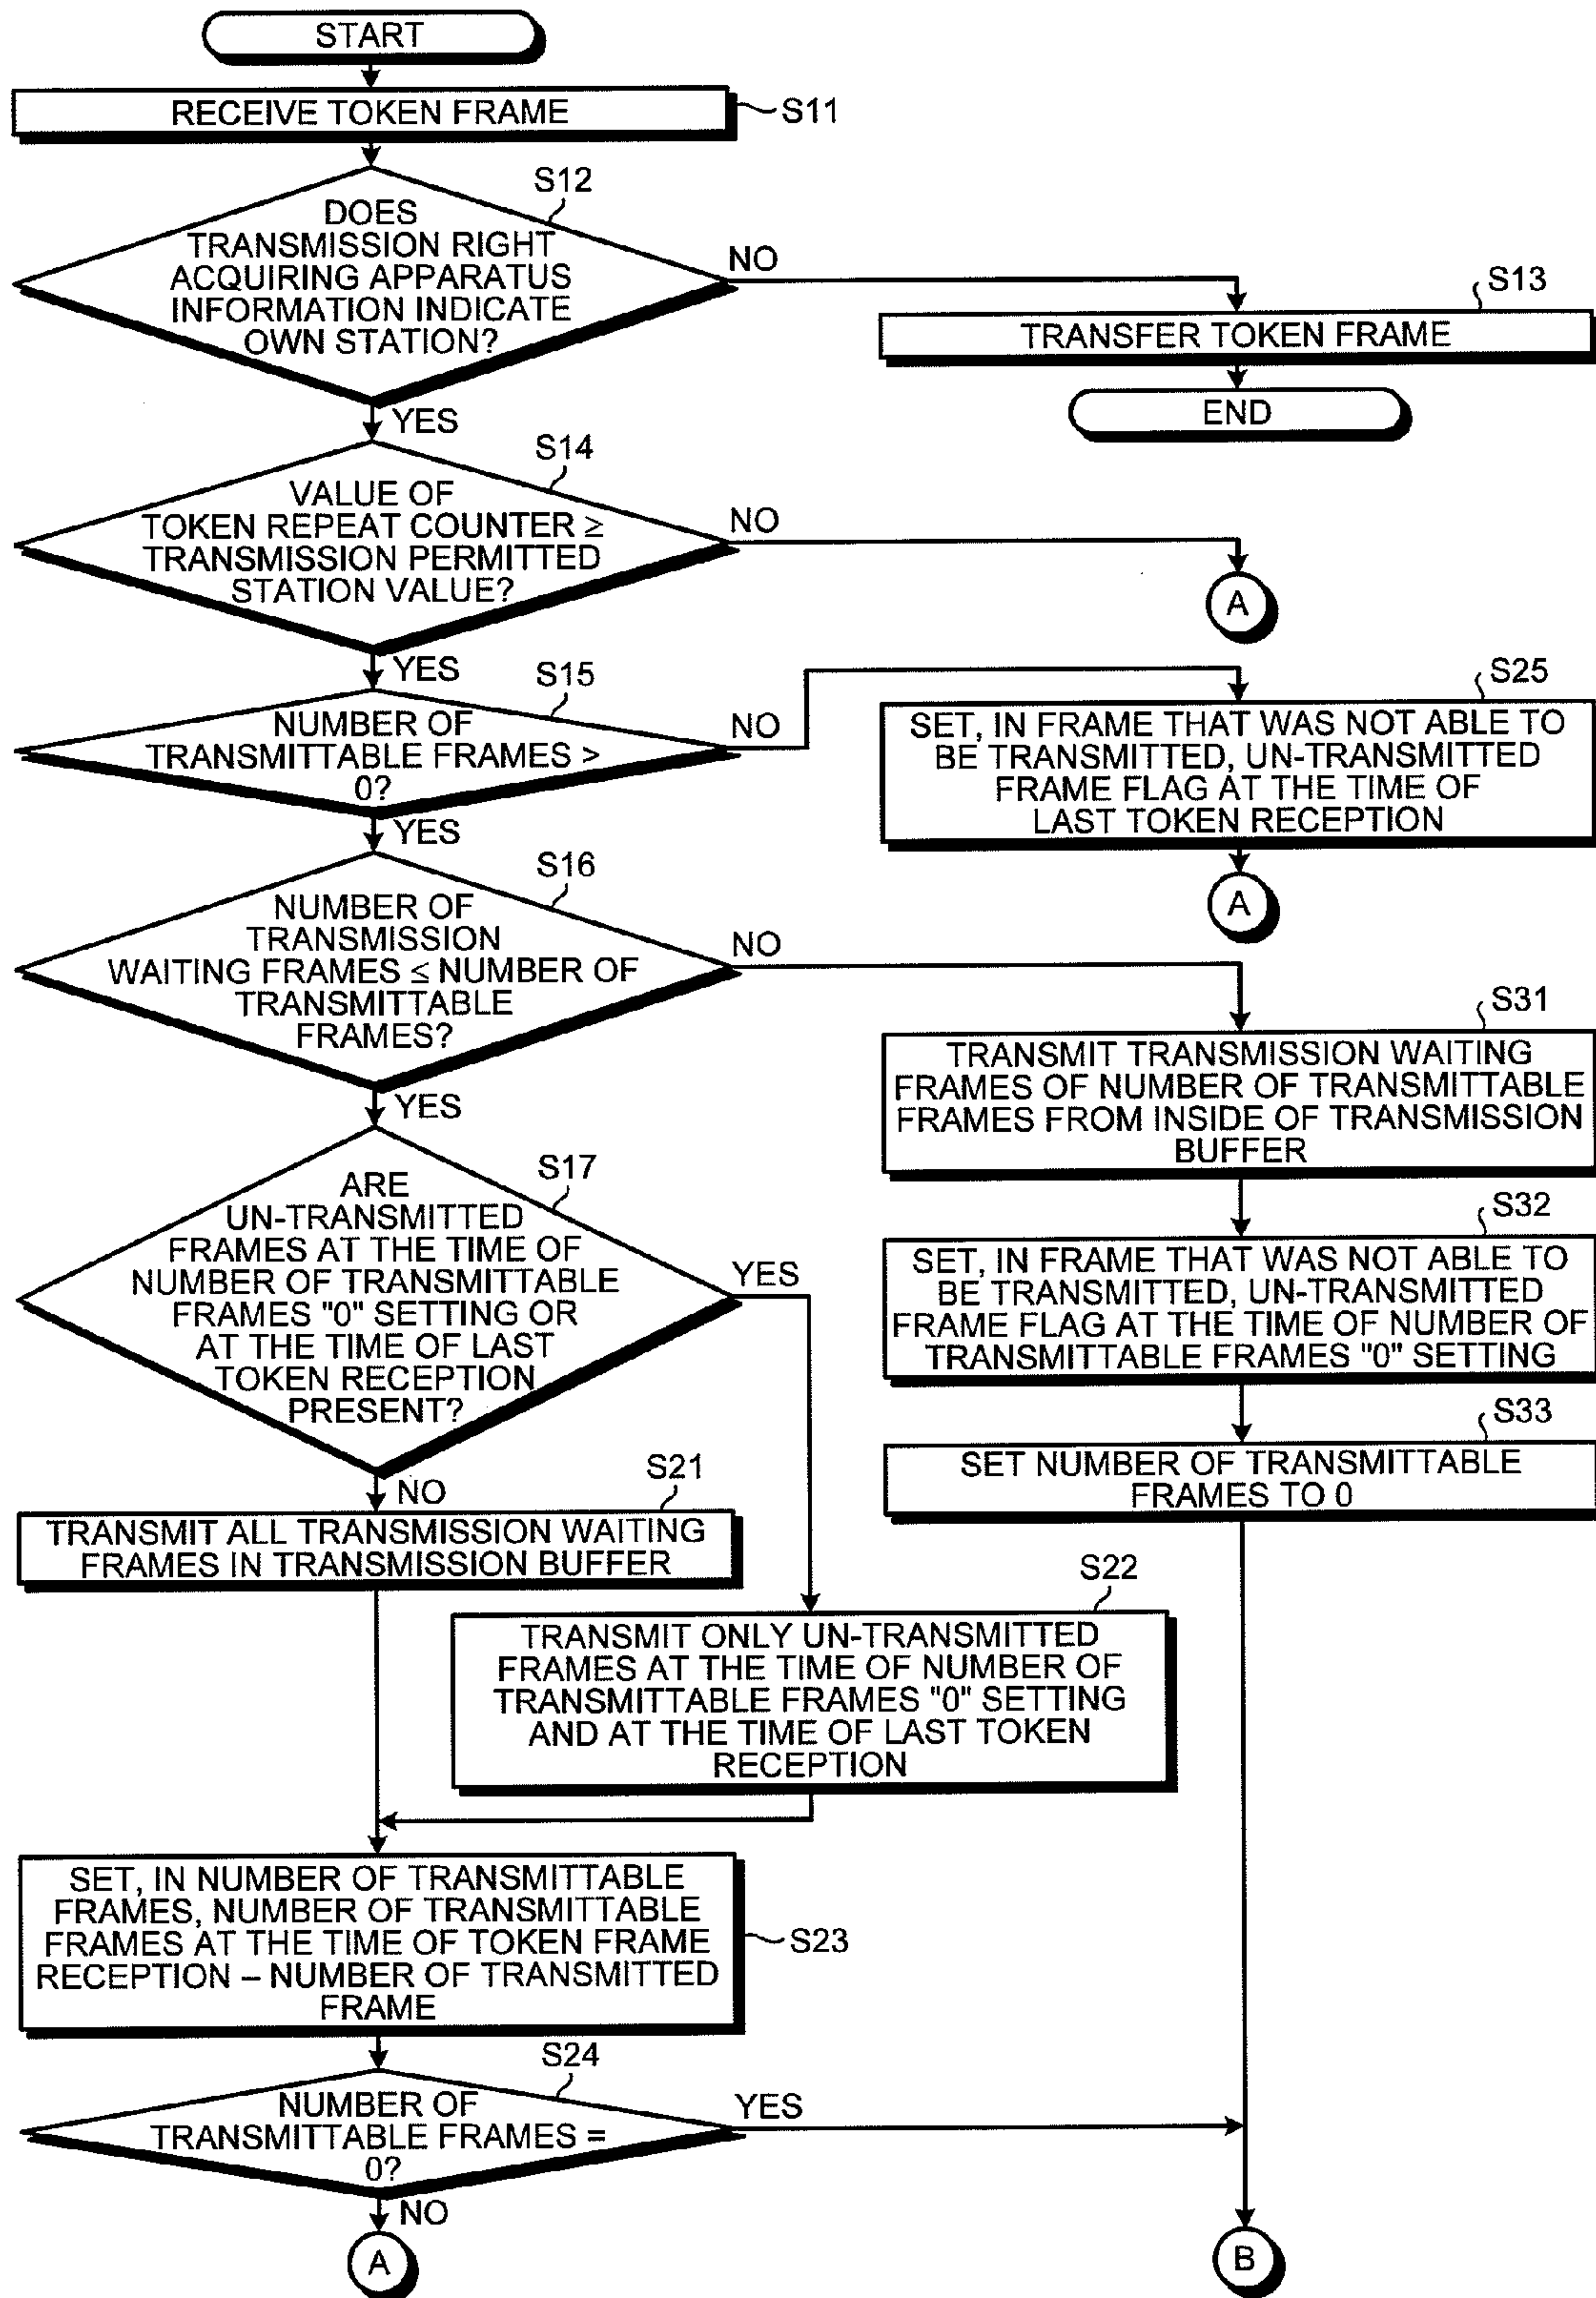 START
RECEIVE TOKEN FRAME
S11
S12
DOES
TRANSMISSION RIGHT
ACQUIRING APPARATUS
INFORMATION INDICATE
OWN STATION?
NO
YES
S13
TRANSFER TOKEN FRAME
END
S14
VALUE OF
TOKEN REPEAT COUNTER ≥
TRANSMISSION PERMITTED
STATION VALUE?
NO
A
YES
S15
NUMBER OF
TRANSMITTABLE FRAMES >
0?
NO
YES
S25
SET, IN FRAME THAT WAS NOT ABLE TO
BE TRANSMITTED, UN-TRANSMITTED
FRAME FLAG AT THE TIME OF
LAST TOKEN RECEPTION
A
S16
NUMBER OF
TRANSMISSION
WAITING FRAMES ≤ NUMBER OF
TRANSMITTABLE
FRAMES?
NO
YES
S31
TRANSMIT TRANSMISSION WAITING
FRAMES OF NUMBER OF TRANSMITTABLE
FRAMES FROM INSIDE OF TRANSMISSION
BUFFER
S32
SET, IN FRAME THAT WAS NOT ABLE TO
BE TRANSMITTED, UN-TRANSMITTED
FRAME FLAG AT THE TIME OF NUMBER OF
TRANSMITTABLE FRAMES "0" SETTING
S33
SET NUMBER OF TRANSMITTABLE
FRAMES TO 0
S17
ARE
UN-TRANSMITTED
FRAMES AT THE TIME OF
NUMBER OF TRANSMITTABLE
FRAMES "0" SETTING OR
AT THE TIME OF LAST
TOKEN RECEPTION
PRESENT?
YES
NO
S21
TRANSMIT ALL TRANSMISSION WAITING
FRAMES IN TRANSMISSION BUFFER
S22
TRANSMIT ONLY UN-TRANSMITTED
FRAMES AT THE TIME OF NUMBER OF
TRANSMITTABLE FRAMES "0" SETTING
AND AT THE TIME OF LAST TOKEN
RECEPTION
SET, IN NUMBER OF TRANSMITTABLE
FRAMES, NUMBER OF TRANSMITTABLE
FRAMES AT THE TIME OF TOKEN FRAME
RECEPTION – NUMBER OF TRANSMITTED
FRAME
S23
S24
NUMBER OF
TRANSMITTABLE FRAMES =
0?
YES
NO
A
B